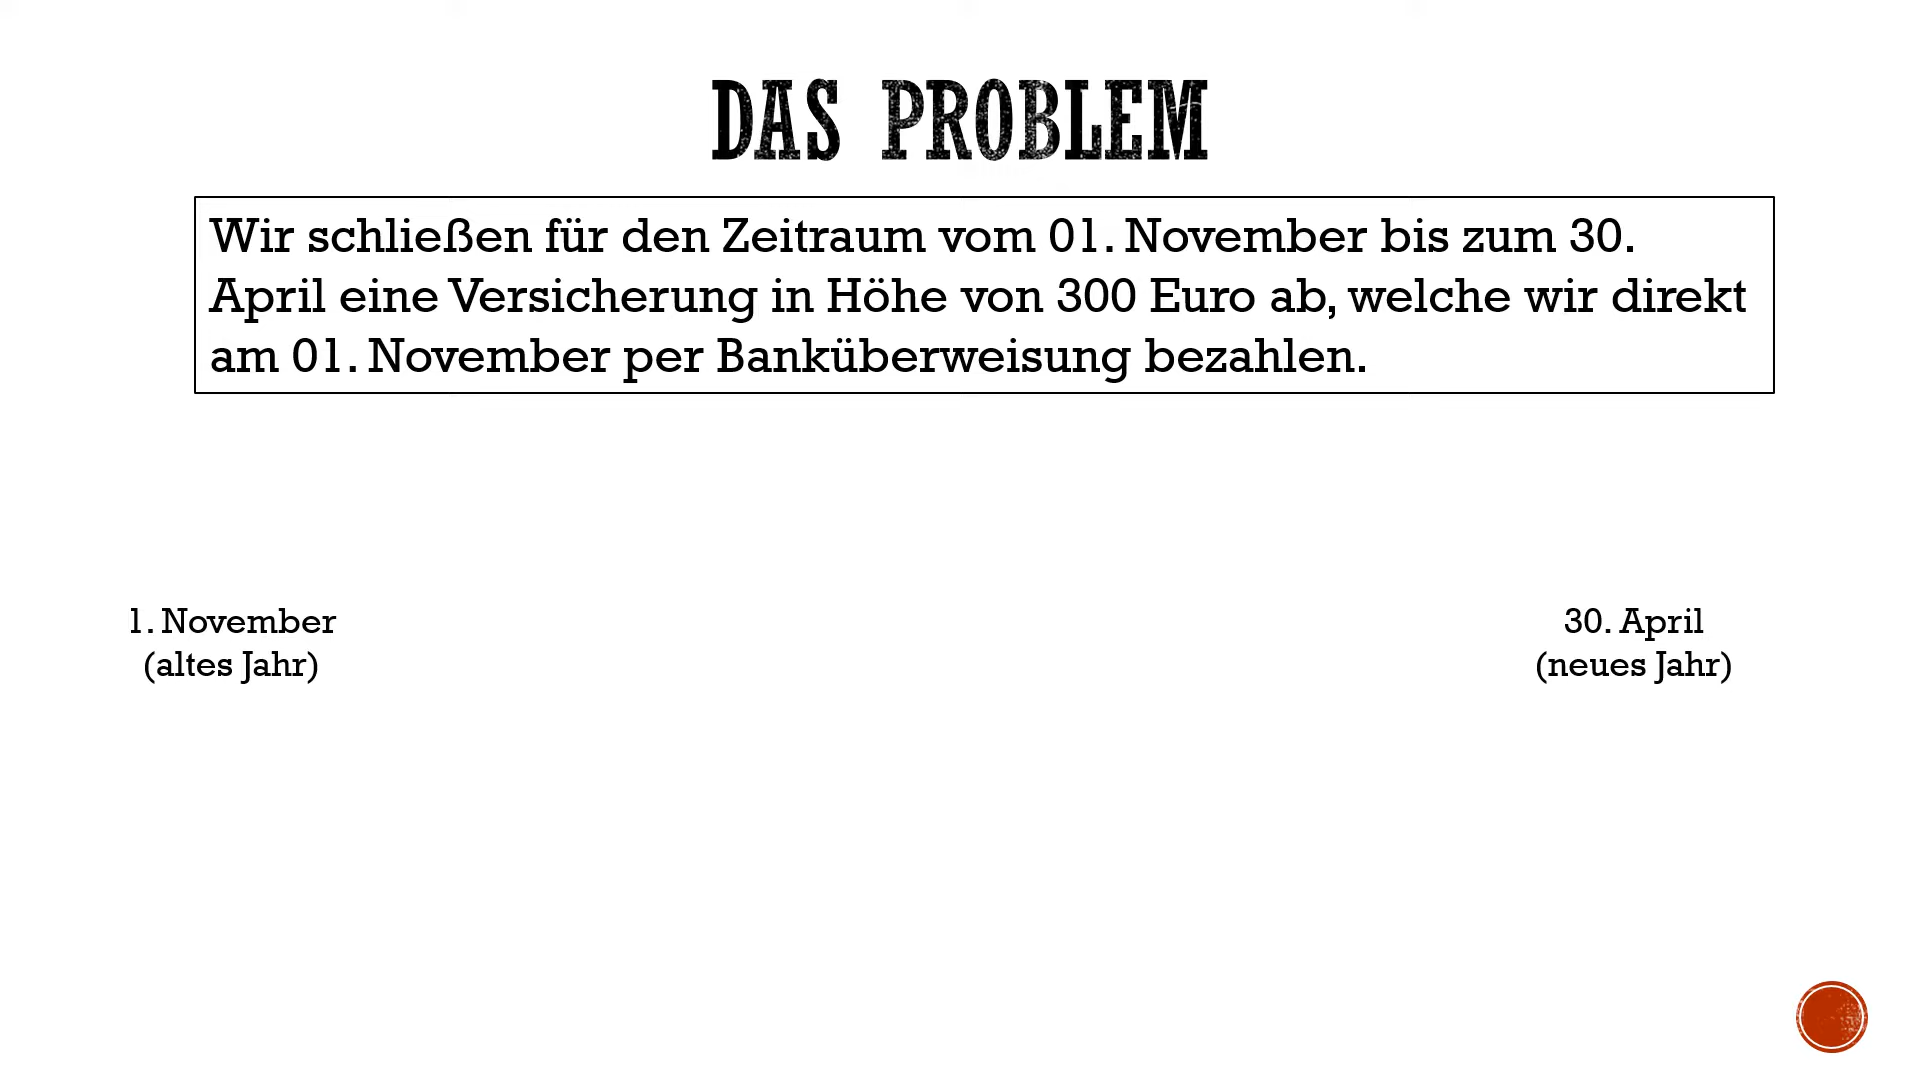 DAS PROBLEM
Wir schließen für den Zeitraum vom 01. November bis zum 30.
April eine Versicherung in Höhe von 300 Euro ab, welche wir direkt
am 01. November per Banküberweisung bezahlen.
1. November
(altes Jahr)
30. April
(neues Jahr)